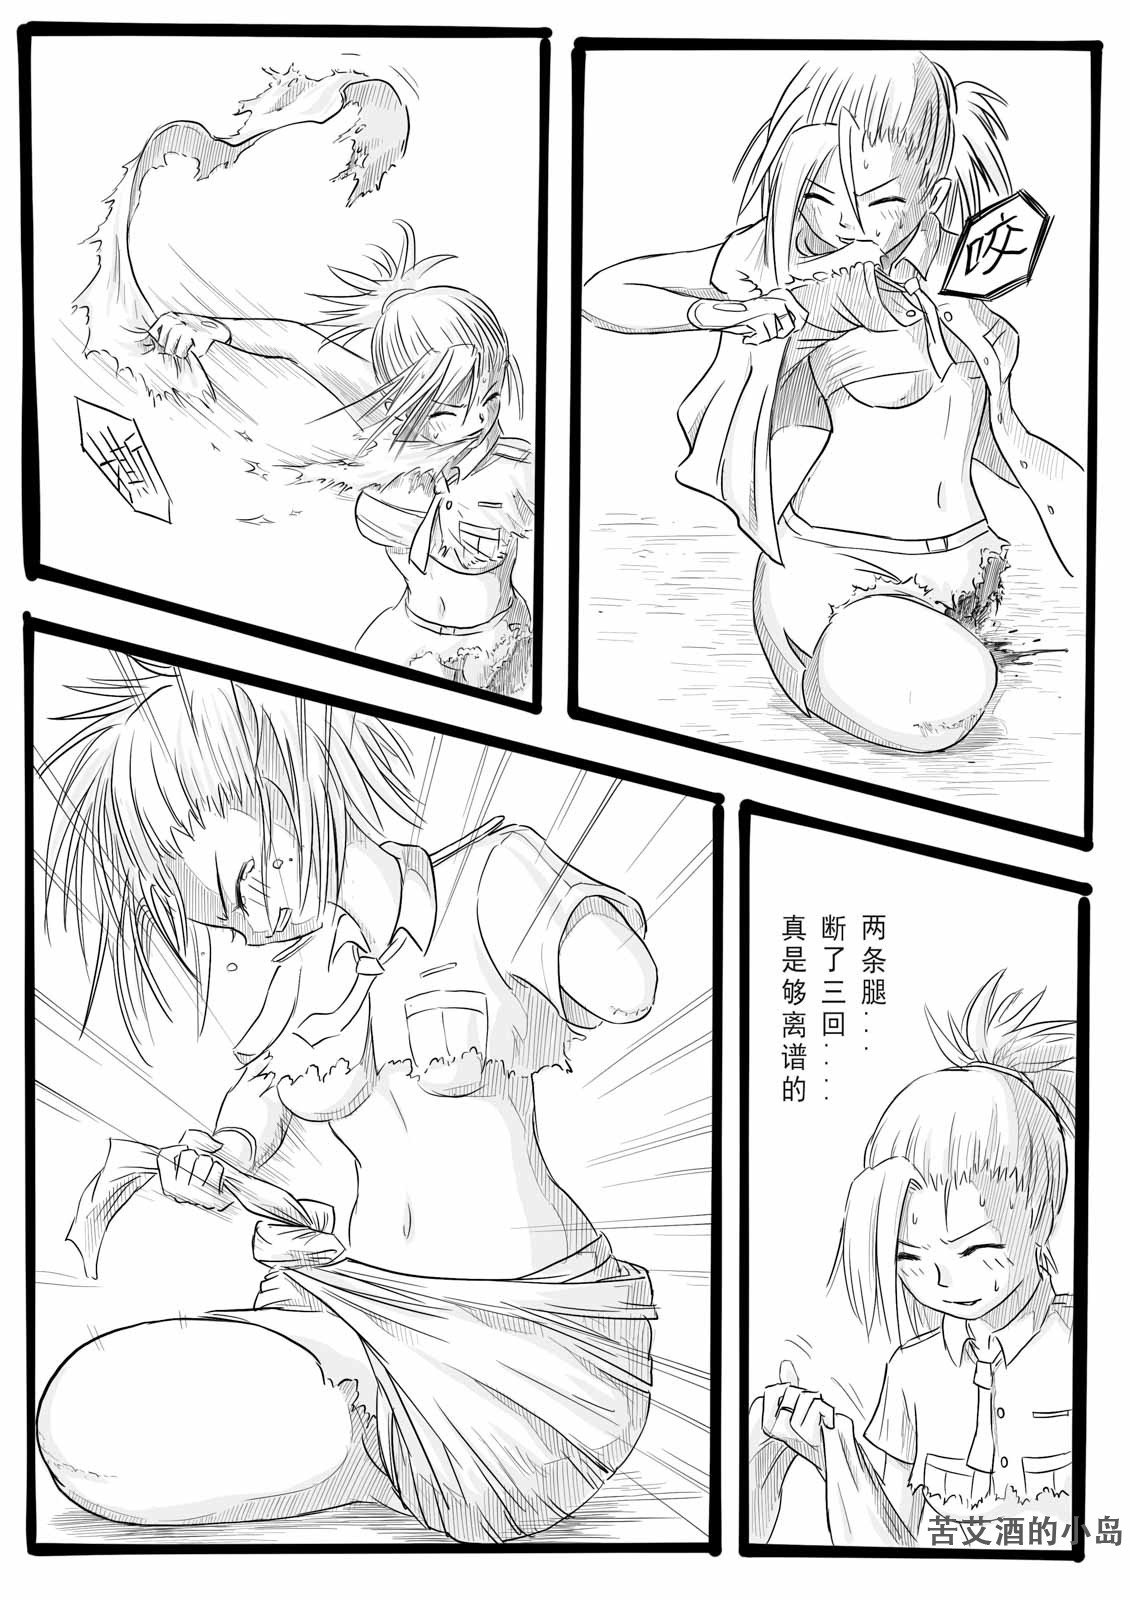 咬
撕
两条腿……
断了三回……
真是够离谱的
苦艾酒的小岛